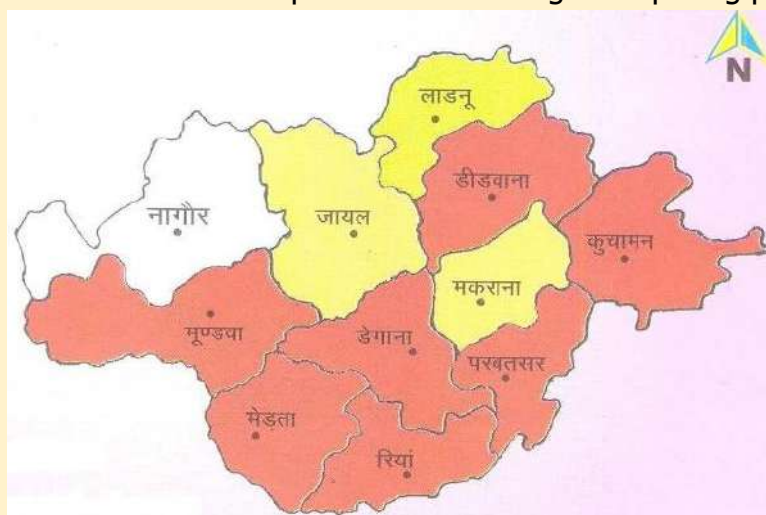 लाडनू
डीडवाना
नागौर
जायल
कुचामन
मकराना
मूण्डवा
डेगाना
परबतसर
मेड़ता
रियां
N